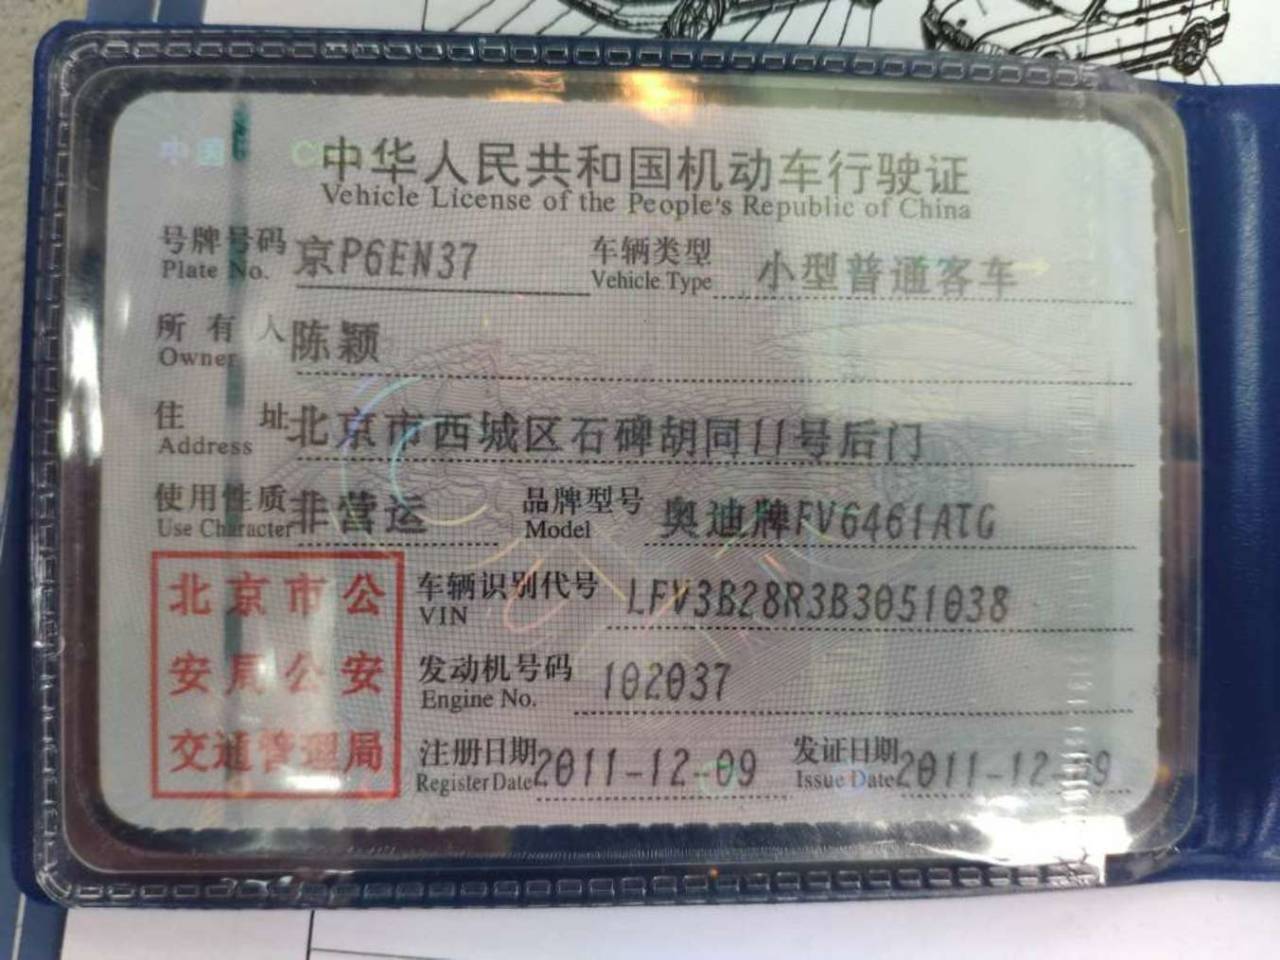 中国 C
中华人民共和国机动车行驶证
Vehicle License of the People's Republic of China
号牌号码 京P6EN37 车辆类型 小型普通客车
Plate No. Vehicle Type
所有人 陈颖
Owner
住址 北京市西城区石碑胡同11号后门
Address
使用性质 非营运 品牌型号 奥迪牌FV6461ATG
Use Character Model
北京市公
安局公安
交通管理局
车辆识别代号 LFV3B28R3B3051038
VIN
发动机号码 102037
Engine No.
注册日期 2011-12-09 发证日期 2011-12-09
Register Date Issue Date